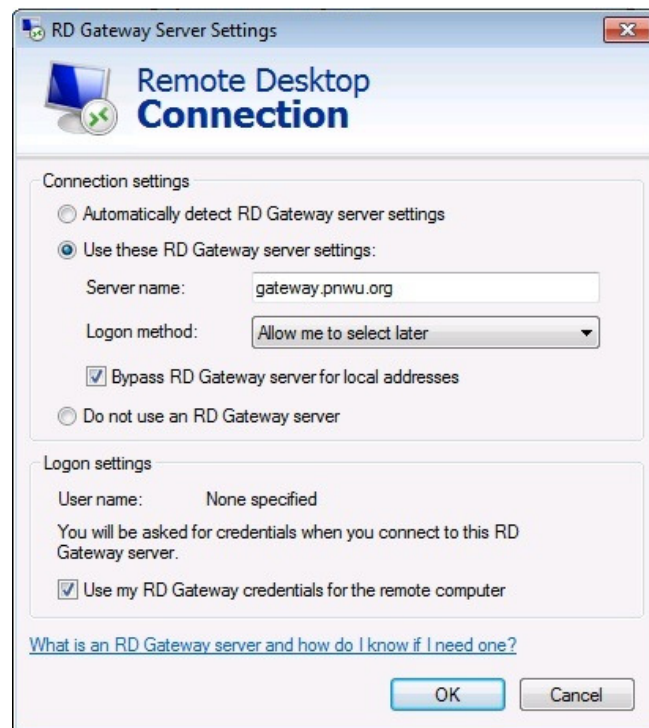 RD Gateway Server Settings
Remote Desktop
Connection
Connection settings
Automatically detect RD Gateway server settings
Use these RD Gateway server settings:
Server name: gateway.pnwu.org
Logon method: Allow me to select later
Bypass RD Gateway server for local addresses
Do not use an RD Gateway server
Logon settings
User name: None specified
You will be asked for credentials when you connect to this RD
Gateway server.
Use my RD Gateway credentials for the remote computer
What is an RD Gateway server and how do I know if I need one?
OK Cancel